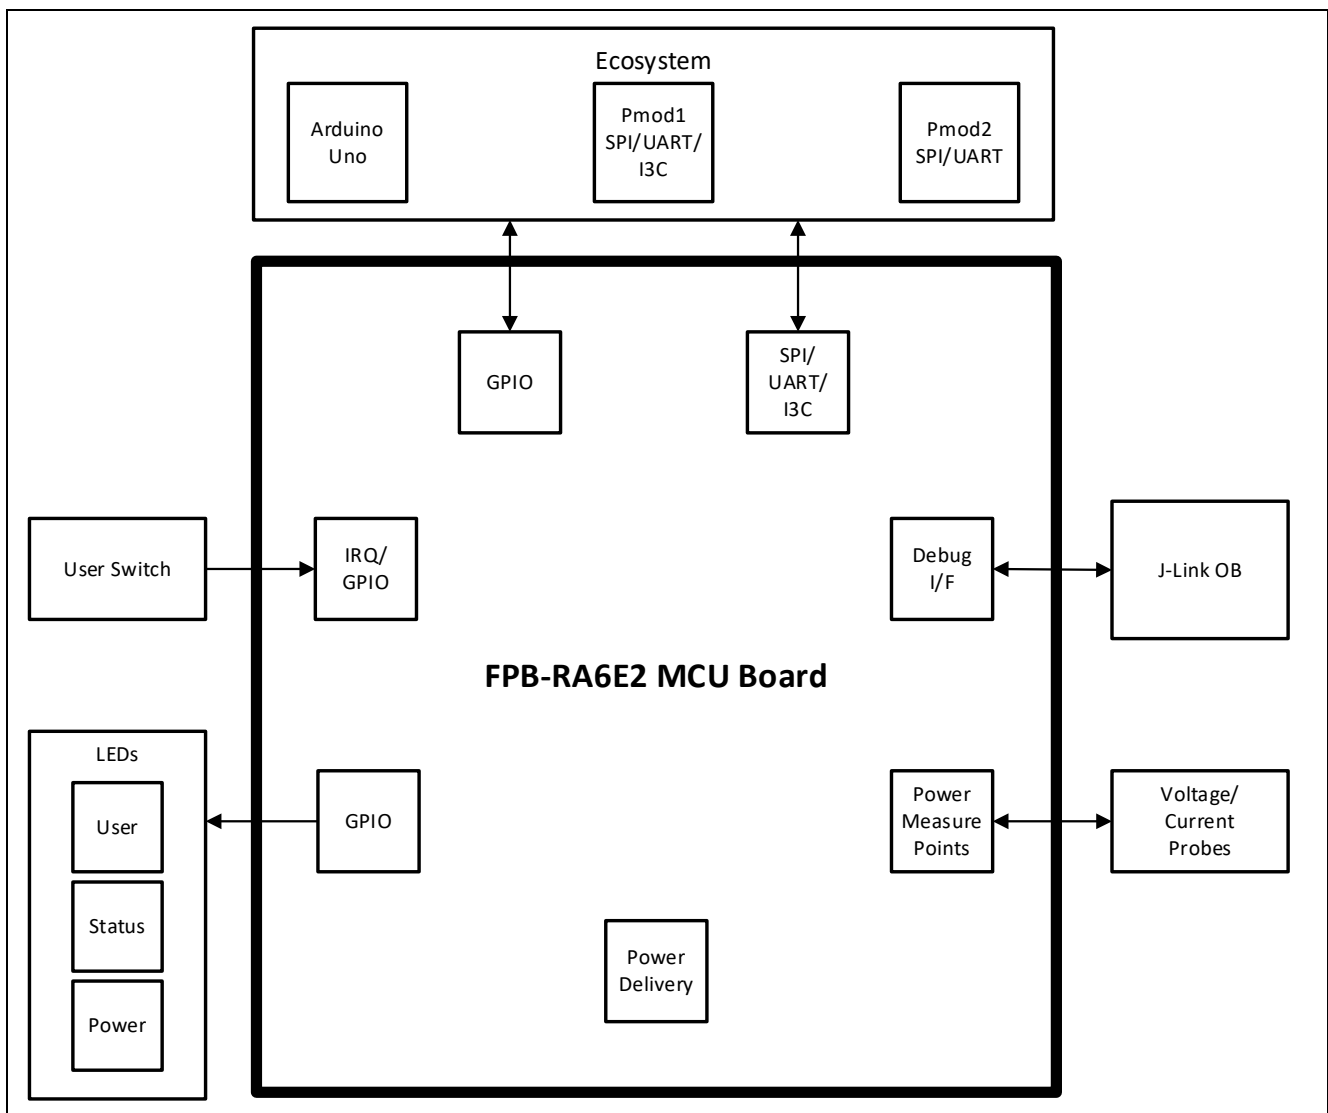 Ecosystem
Arduino
Uno
Pmod1
SPI/UART/
I3C
Pmod2
SPI/UART
GPIO
SPI/
UART/
I3C
User Switch
IRQ/
GPIO
Debug
I/F
J-Link OB
FPB-RA6E2 MCU Board
LEDs
User
Status
Power
GPIO
Power
Measure
Points
Voltage/
Current
Probes
Power
Delivery